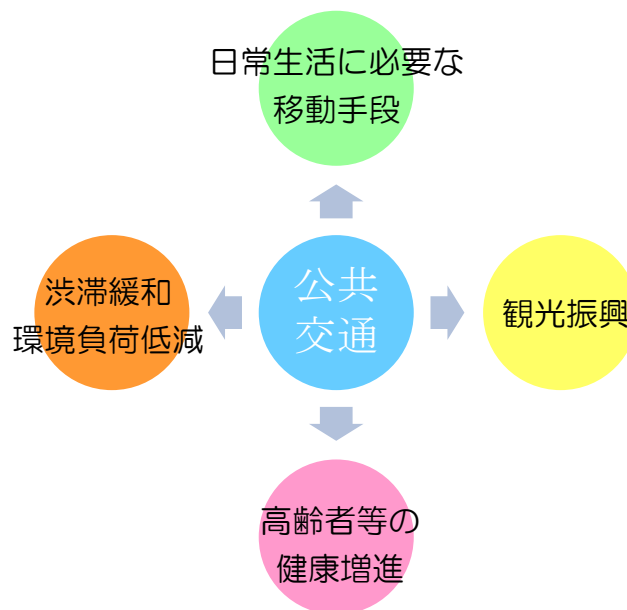 日常生活に必要な
移動手段
渋滞緩和
環境負荷低減
公共
交通
観光振興
高齢者等の
健康増進